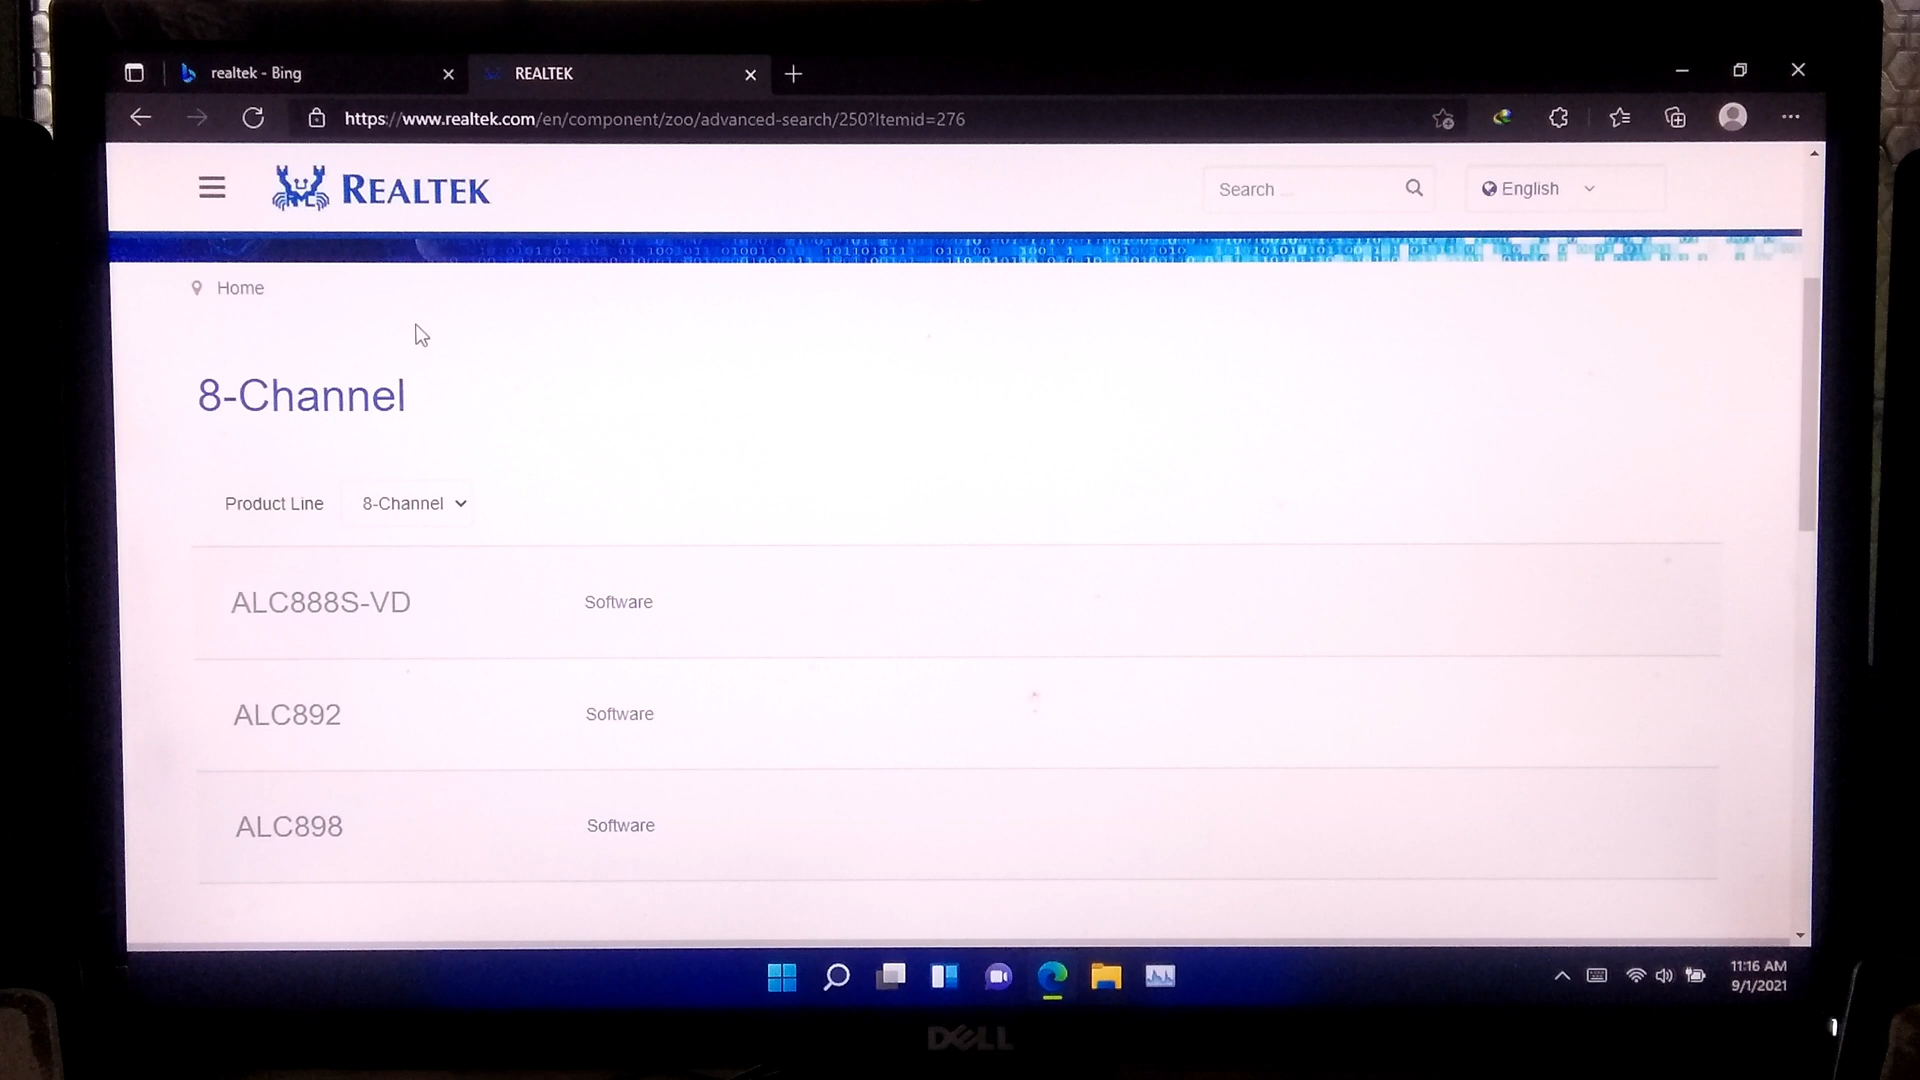 realtek - Bing
REALTEK
https://www.realtek.com/en/component/zoo/advanced-search/250?Itemid=276
REALTEK
Search ...
English
Home
8-Channel
Product Line
8-Channel
ALC888S-VD
Software
ALC892
Software
ALC898
Software
11:16 AM
9/1/2021
DELL